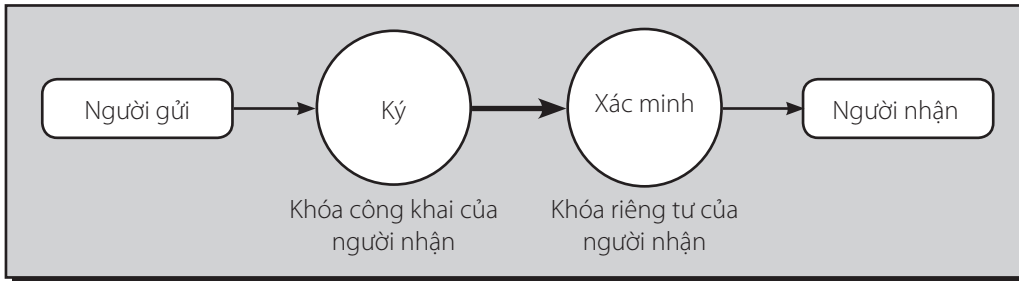 Người gửi
Ký
Xác minh
Người nhận
Khóa công khai của
người nhận
Khóa riêng tư của
người nhận